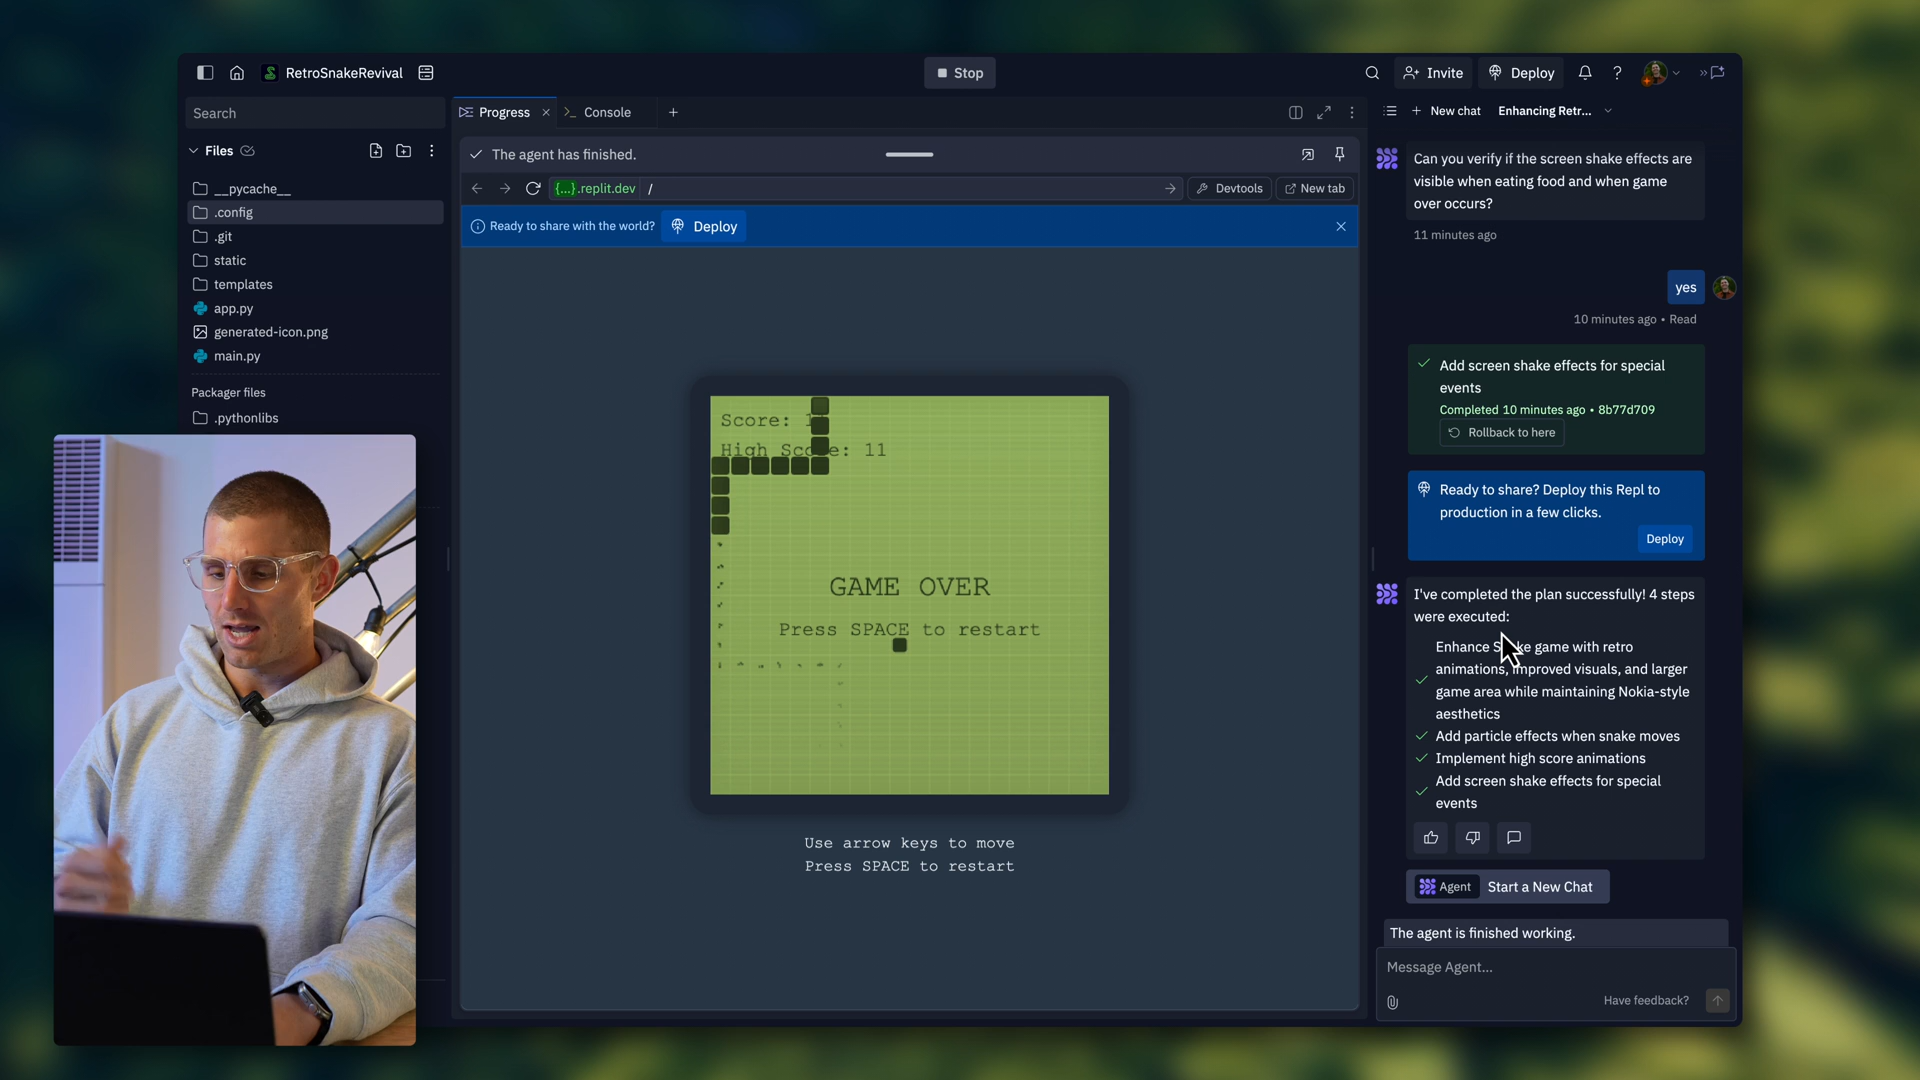 RetroSnakeRevival
Stop
Invite
Deploy
Search
Progress
Console
New chat
Enhancing Retr...
Files
The agent has finished.
{...}.replit.dev
/
Devtools
New tab
Ready to share with the world?
Deploy
__pycache__
.config
.git
static
templates
app.py
generated-icon.png
main.py
Packager files
.pythonlibs
Score:
High Score: 11
GAME OVER
Press SPACE to restart
Use arrow keys to move
Press SPACE to restart
Can you verify if the screen shake effects are
visible when eating food and when game
over occurs?
11 minutes ago
yes
10 minutes ago • Read
Add screen shake effects for special
events
Completed 10 minutes ago • 8b77d709
Rollback to here
Ready to share? Deploy this Repl to
production in a few clicks.
Deploy
I've completed the plan successfully! 4 steps
were executed:
Enhance Snake game with retro
animations, improved visuals, and larger
game area while maintaining Nokia-style
aesthetics
Add particle effects when snake moves
Implement high score animations
Add screen shake effects for special
events
Agent
Start a New Chat
The agent is finished working.
Message Agent...
Have feedback?